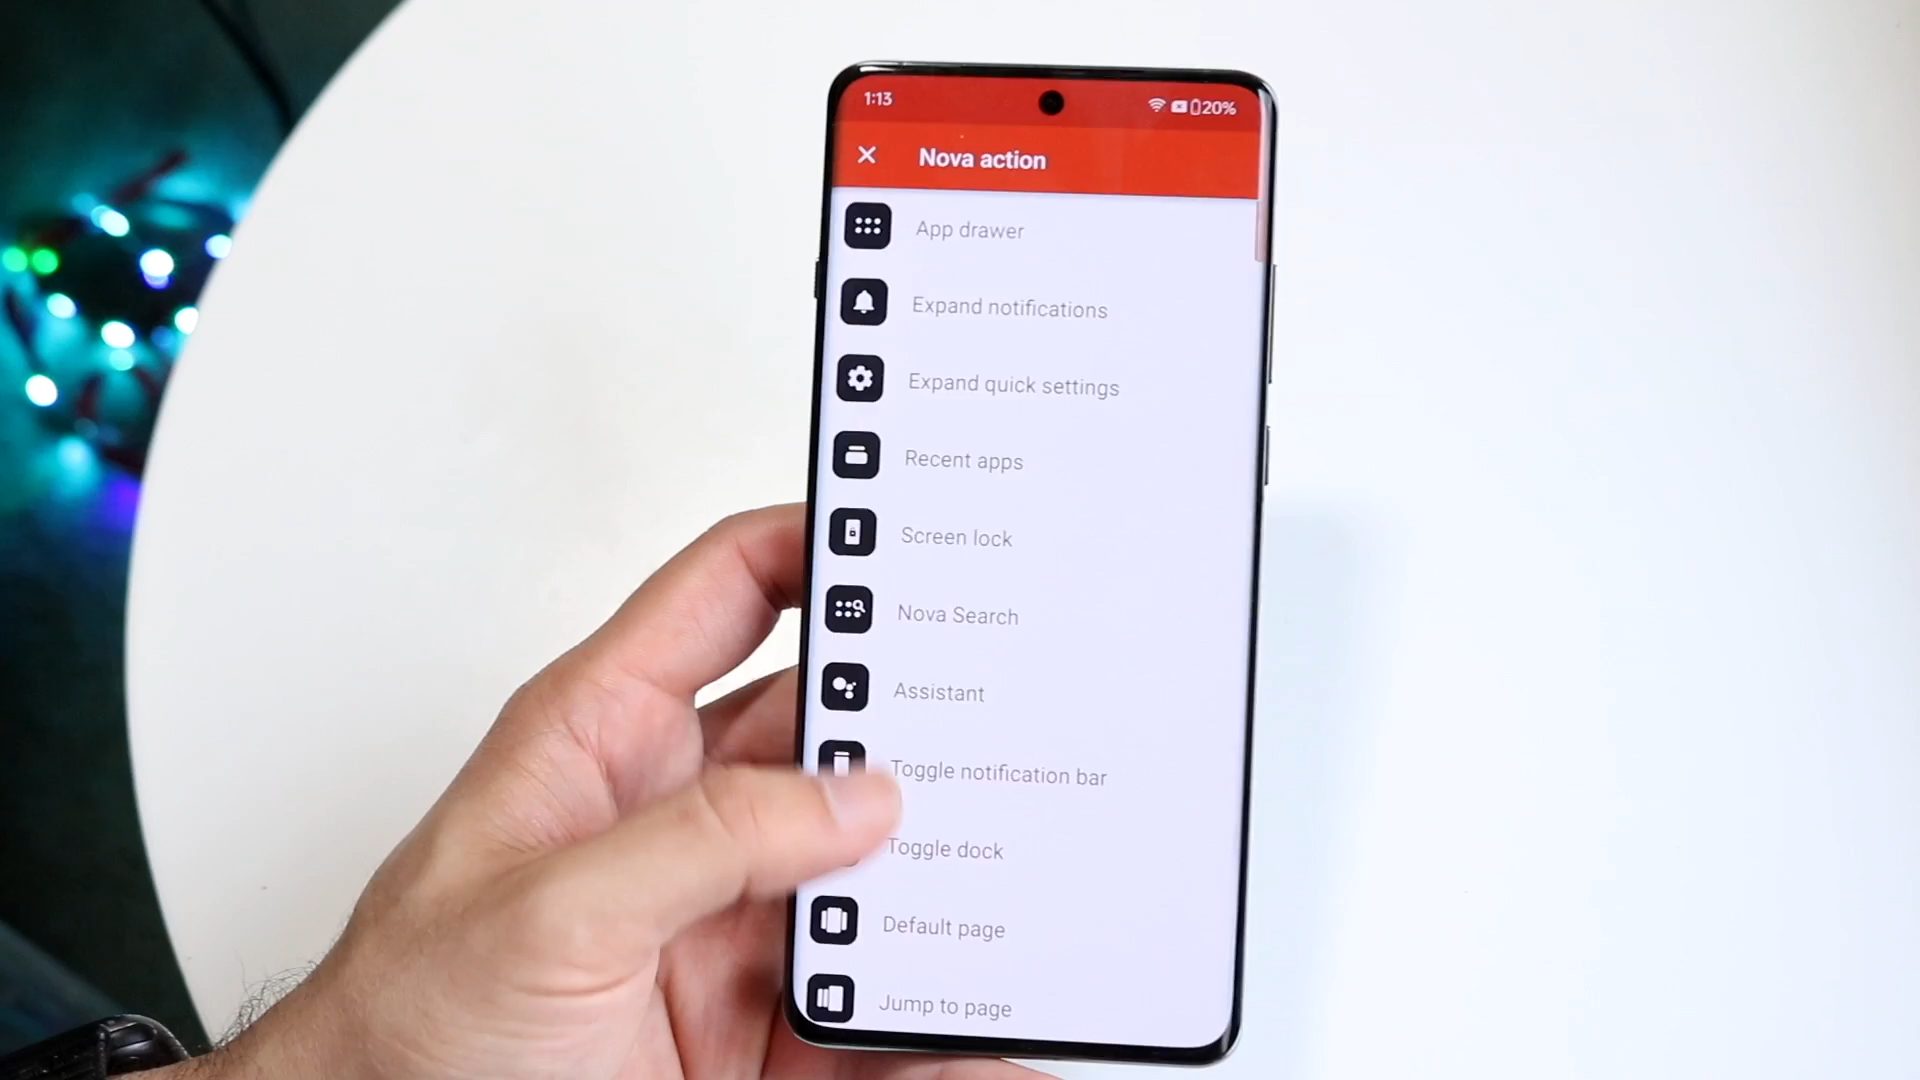 1:13
20%
Nova action
App drawer
Expand notifications
Expand quick settings
Recent apps
Screen lock
Nova Search
Assistant
Toggle notification bar
Toggle dock
Default page
Jump to page